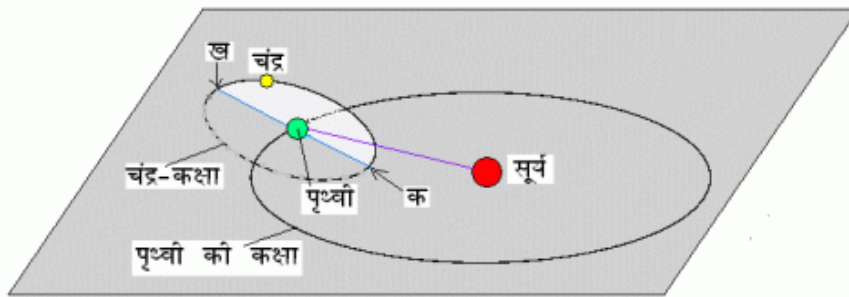 ख
चंद्र
सूर्य
चंद्र-कक्षा
पृथ्वी
क
पृथ्वी की कक्षा